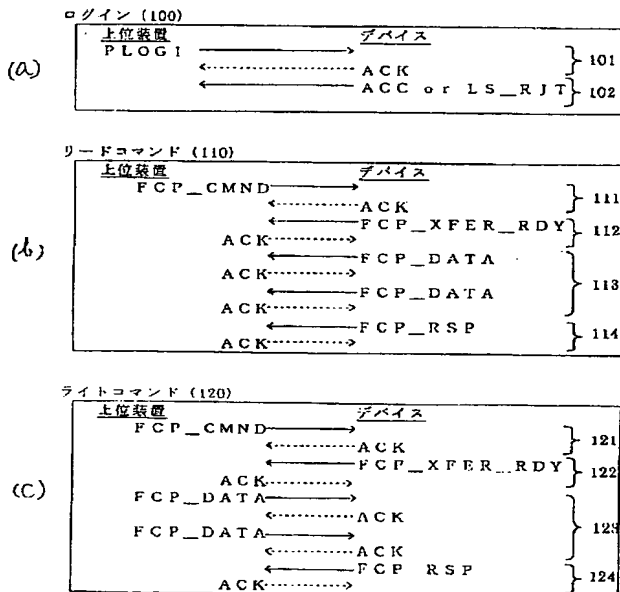 ログイン (100)
上位装置 デバイス
PLOGI
ACK
101
ACC or LS_RJT
102
(a)
リードコマンド (110)
上位装置 デバイス
FCP_CMND
ACK
111
FCP_XFER_RDY
ACK
112
FCP_DATA
ACK
FCP_DATA
ACK
113
FCP_RSP
ACK
114
(b)
ライトコマンド (120)
上位装置 デバイス
FCP_CMND
ACK
121
FCP_XFER_RDY
ACK
122
FCP_DATA
ACK
FCP_DATA
ACK
123
FCP RSP
ACK
124
(C)